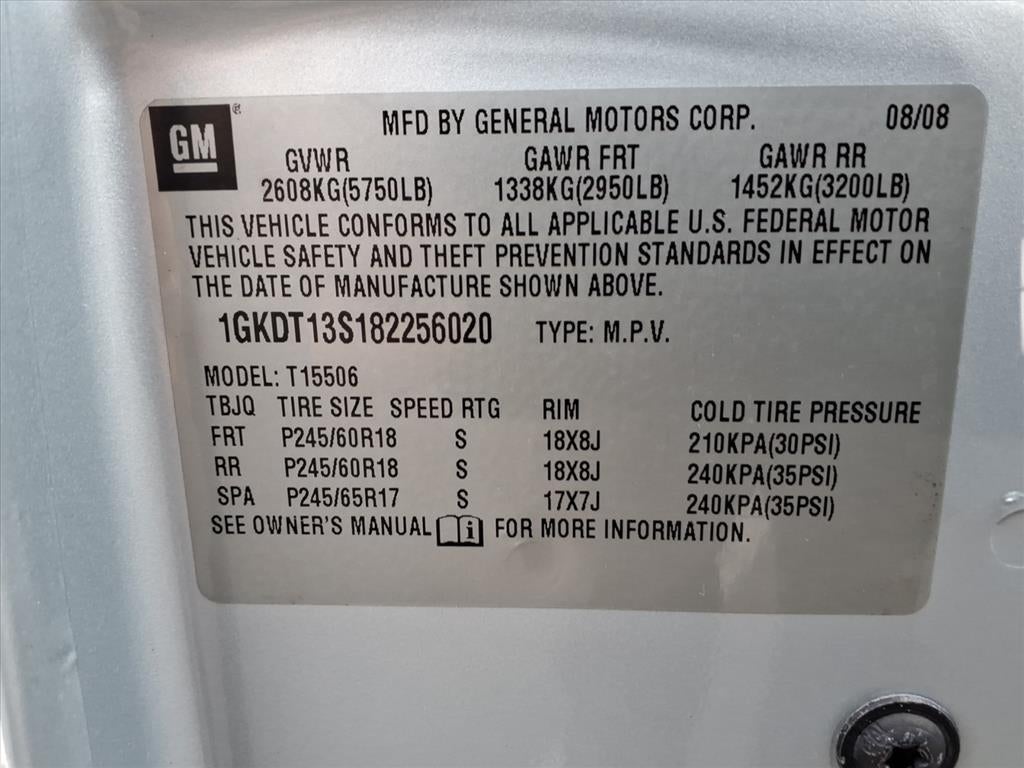 GM ® MFD BY GENERAL MOTORS CORP. 08/08
GVWR GAWR FRT GAWR RR
2608KG(5750LB) 1338KG(2950LB) 1452KG(3200LB)
THIS VEHICLE CONFORMS TO ALL APPLICABLE U.S. FEDERAL MOTOR
VEHICLE SAFETY AND THEFT PREVENTION STANDARDS IN EFFECT ON
THE DATE OF MANUFACTURE SHOWN ABOVE.
1GKDT13S182256020 TYPE: M.P.V.
MODEL: T15506
TBJQ TIRE SIZE SPEED RTG RIM COLD TIRE PRESSURE
FRT P245/60R18 S 18X8J 210KPA(30PSI)
RR P245/60R18 S 18X8J 240KPA(35PSI)
SPA P245/65R17 S 17X7J 240KPA(35PSI)
SEE OWNER'S MANUAL i FOR MORE INFORMATION.